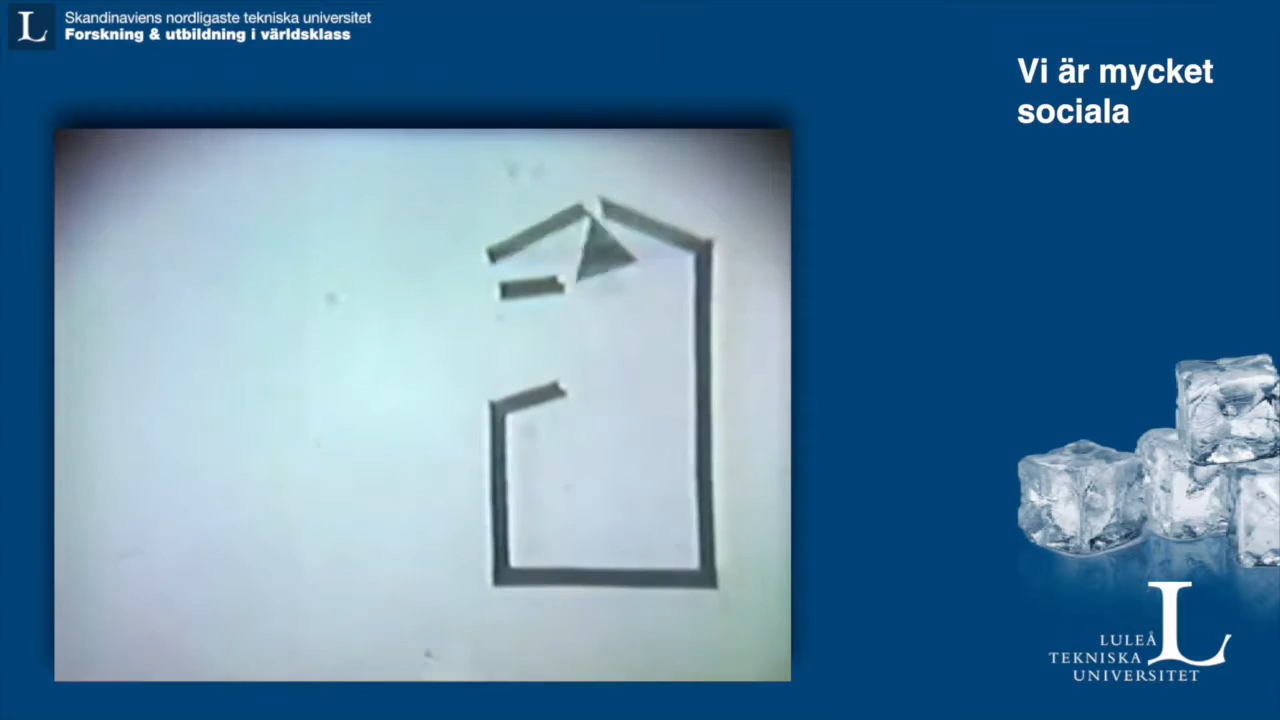 Skandinaviens nordligaste tekniska universitet
Forskning & utbildning i världsklass
Vi är mycket
sociala
LULEÅ
TEKNISKA
UNIVERSITET
L
L